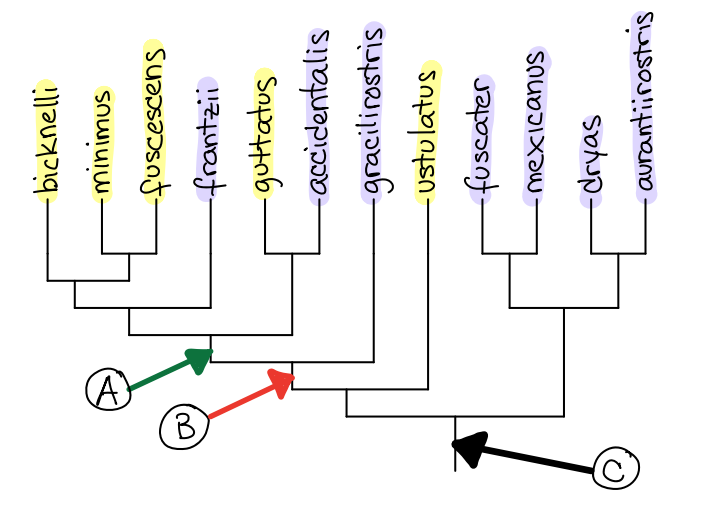 bicknelli
minimus
fuscescens
frantzii
guttatus
accidentalis
gracilirostris
ustulatus
fuscater
mexicanus
dryas
aurantiirostris
A
B
C